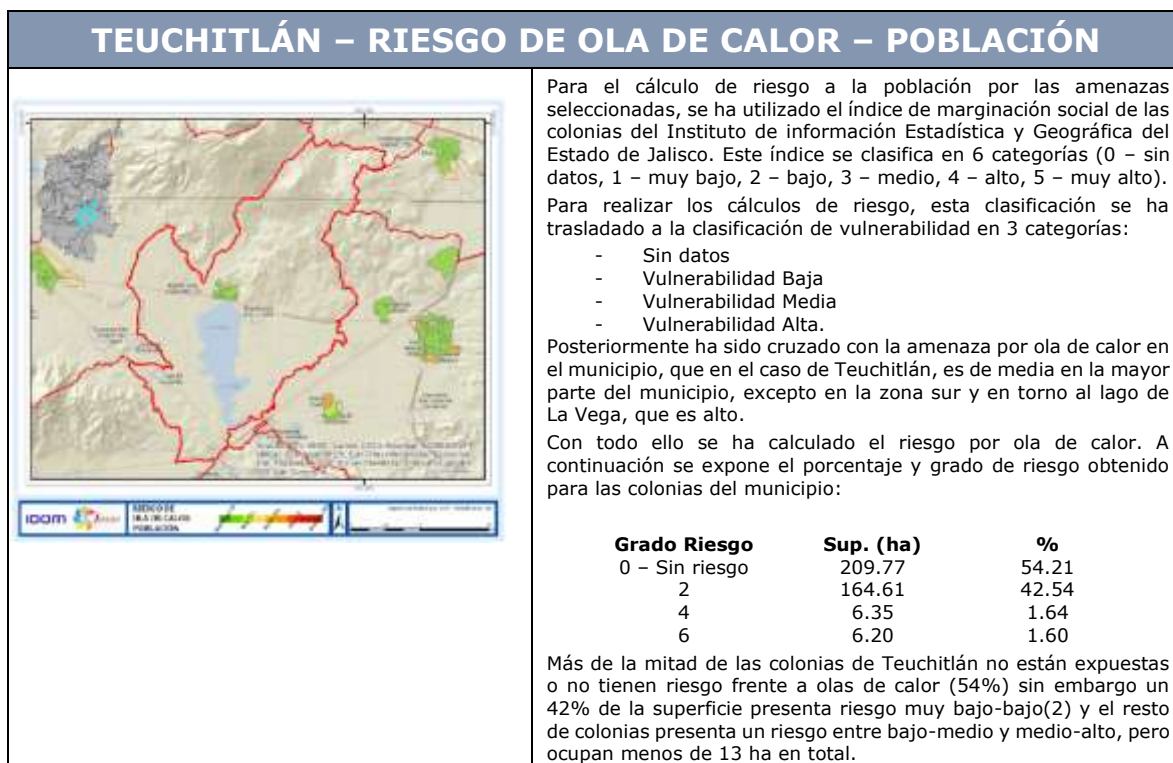 TEUCHITLÁN – RIESGO DE OLA DE CALOR – POBLACIÓN
idom
RIESGO DE
OLA DE CALOR
POBLACIÓN
Para el cálculo de riesgo a la población por las amenazas
seleccionadas, se ha utilizado el índice de marginación social de las
colonias del Instituto de información Estadística y Geográfica del
Estado de Jalisco. Este índice se clasifica en 6 categorías (0 – sin
datos, 1 – muy bajo, 2 – bajo, 3 – medio, 4 – alto, 5 – muy alto).
Para realizar los cálculos de riesgo, esta clasificación se ha
trasladado a la clasificación de vulnerabilidad en 3 categorías:
- Sin datos
- Vulnerabilidad Baja
- Vulnerabilidad Media
- Vulnerabilidad Alta.
Posteriormente ha sido cruzado con la amenaza por ola de calor en
el municipio, que en el caso de Teuchitlán, es de media en la mayor
parte del municipio, excepto en la zona sur y en torno al lago de
La Vega, que es alto.
Con todo ello se ha calculado el riesgo por ola de calor. A
continuación se expone el porcentaje y grado de riesgo obtenido
para las colonias del municipio:
Grado Riesgo Sup. (ha) %
0 – Sin riesgo 209.77 54.21
2 164.61 42.54
4 6.35 1.64
6 6.20 1.60
Más de la mitad de las colonias de Teuchitlán no están expuestas
o no tienen riesgo frente a olas de calor (54%) sin embargo un
42% de la superficie presenta riesgo muy bajo-bajo(2) y el resto
de colonias presenta un riesgo entre bajo-medio y medio-alto, pero
ocupan menos de 13 ha en total.